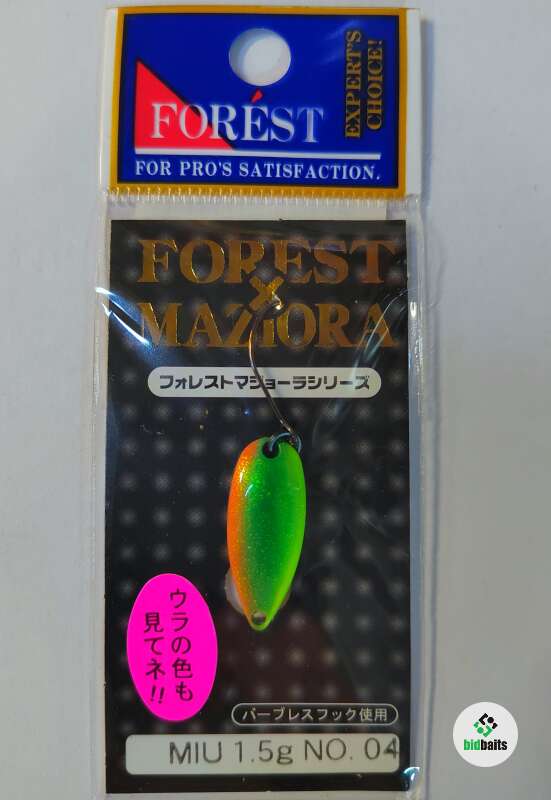 FORÉST
EXPERT'S
CHOICE!
FOR PRO'S SATISFACTION.
FOREST
×
MAZIORA
フォレストマジョーラシリーズ
ウラの色も
見てネ!!
バーブレスフック使用
MIU 1.5g NO. 04
bidbaits